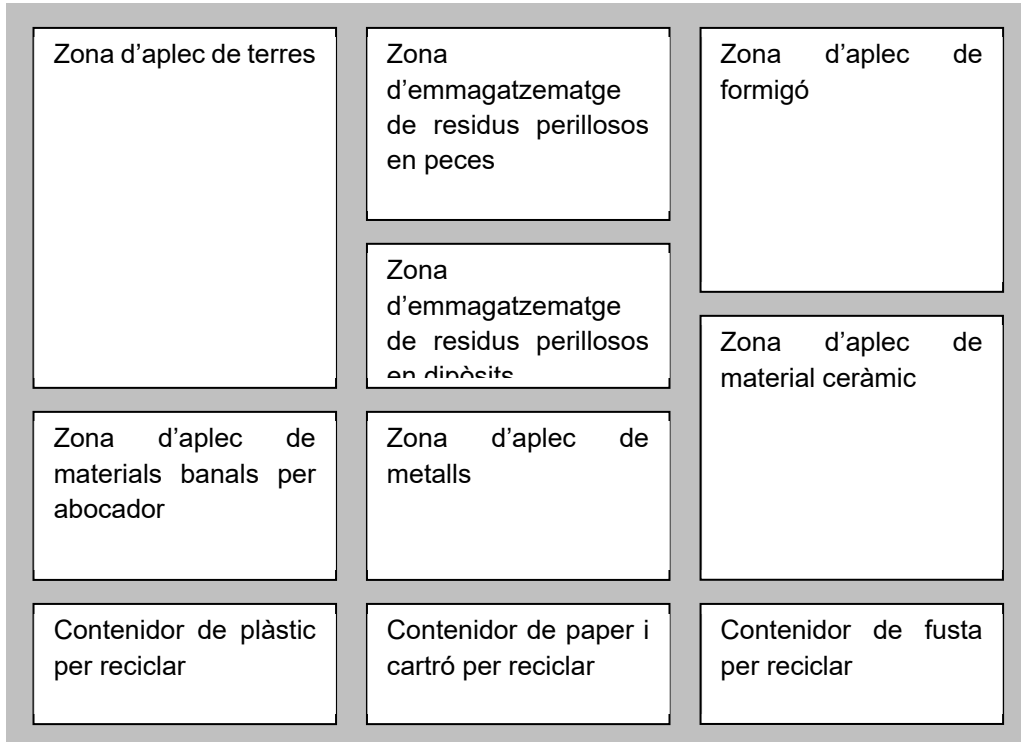 Zona d’aplec de terres
Zona
d’emmagatzematge
de residus perillosos
en peces
Zona d’aplec de
formigó
Zona
d’emmagatzematge
de residus perillosos
en dipòsits
Zona d’aplec de
material ceràmic
Zona d’aplec de
materials banals per
abocador
Zona d’aplec de
metalls
Contenidor de plàstic
per reciclar
Contenidor de paper i
cartró per reciclar
Contenidor de fusta
per reciclar